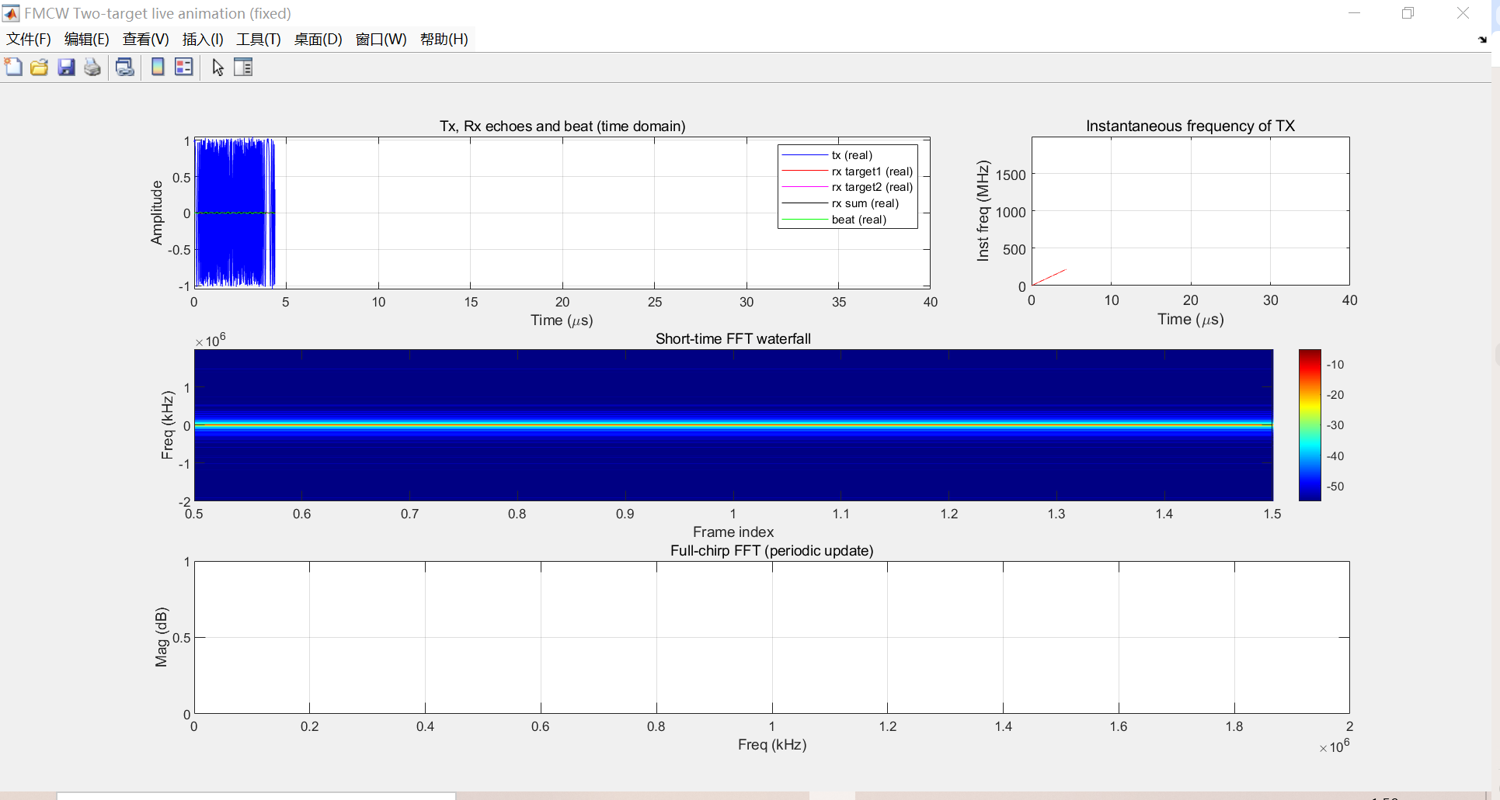 FMCW Two-target live animation (fixed)
文件(F) 编辑(E) 查看(V) 插入(I) 工具(T) 桌面(D) 窗口(W) 帮助(H)
Tx, Rx echoes and beat (time domain)
Amplitude
1
0.5
0
-0.5
-1
tx (real)
rx target1 (real)
rx target2 (real)
rx sum (real)
beat (real)
0 5 10 15 20 25 30 35 40
Time (μs)
Instantaneous frequency of TX
Inst freq (MHz)
1500
1000
500
0
0 10 20 30 40
Time (μs)
Short-time FFT waterfall
×10⁶
Freq (kHz)
1
0
-1
-2
0.5 0.6 0.7 0.8 0.9 1 1.1 1.2 1.3 1.4 1.5
Frame index
-10
-20
-30
-40
-50
Full-chirp FFT (periodic update)
Mag (dB)
1
0.5
0
0 0.2 0.4 0.6 0.8 1 1.2 1.4 1.6 1.8 2
Freq (kHz)
×10⁶